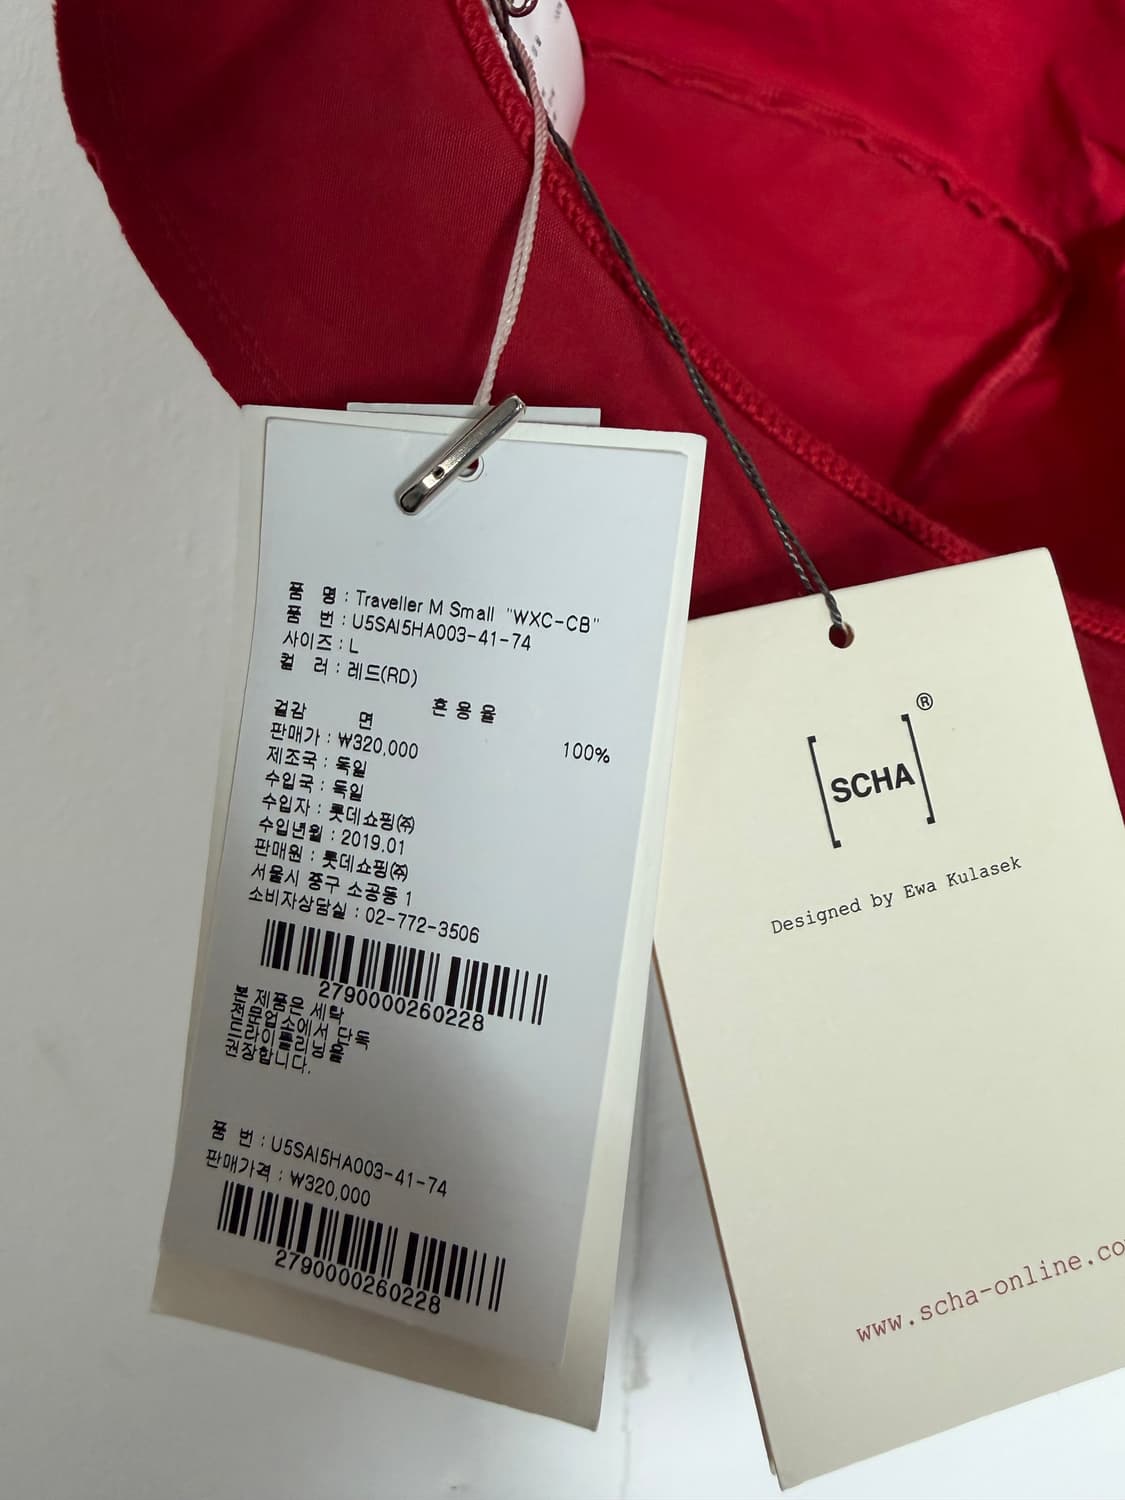 품 명 : Traveller M Small "WXC-CB"
품 번 : U5SAI5HA003-41-74
사이즈 : L
컬 러 : 레드(RD)
혼 용 율
겉감 면 100%
판매가 : ₩320,000
제조국 : 독일
수입국 : 독일
수입자 : 롯데쇼핑㈜
수입년월 : 2019.01
판매원 : 롯데쇼핑㈜
서울시 중구 소공동 1
소비자상담실 : 02-772-3506
2790000260228
본 제품은 세탁
전문업소에서 단독
드라이클리닝을
권장합니다.
품 번 : U5SAI5HA003-41-74
판매가격 : ₩320,000
2790000260228
[SCHA]®
Designed by Ewa Kulasek
www.scha-online.co